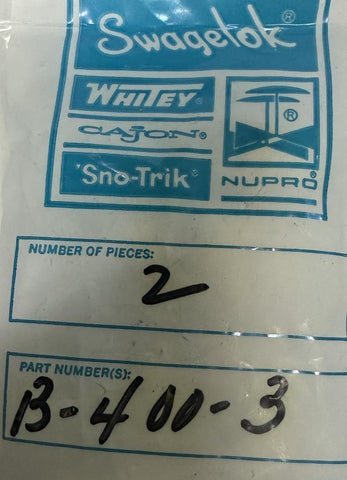 Swagelok®
WHITEY®
CAJON®
®
"Sno-Trik®
NUPRO®
NUMBER OF PIECES:
2
PART NUMBER(S):
B-400-3